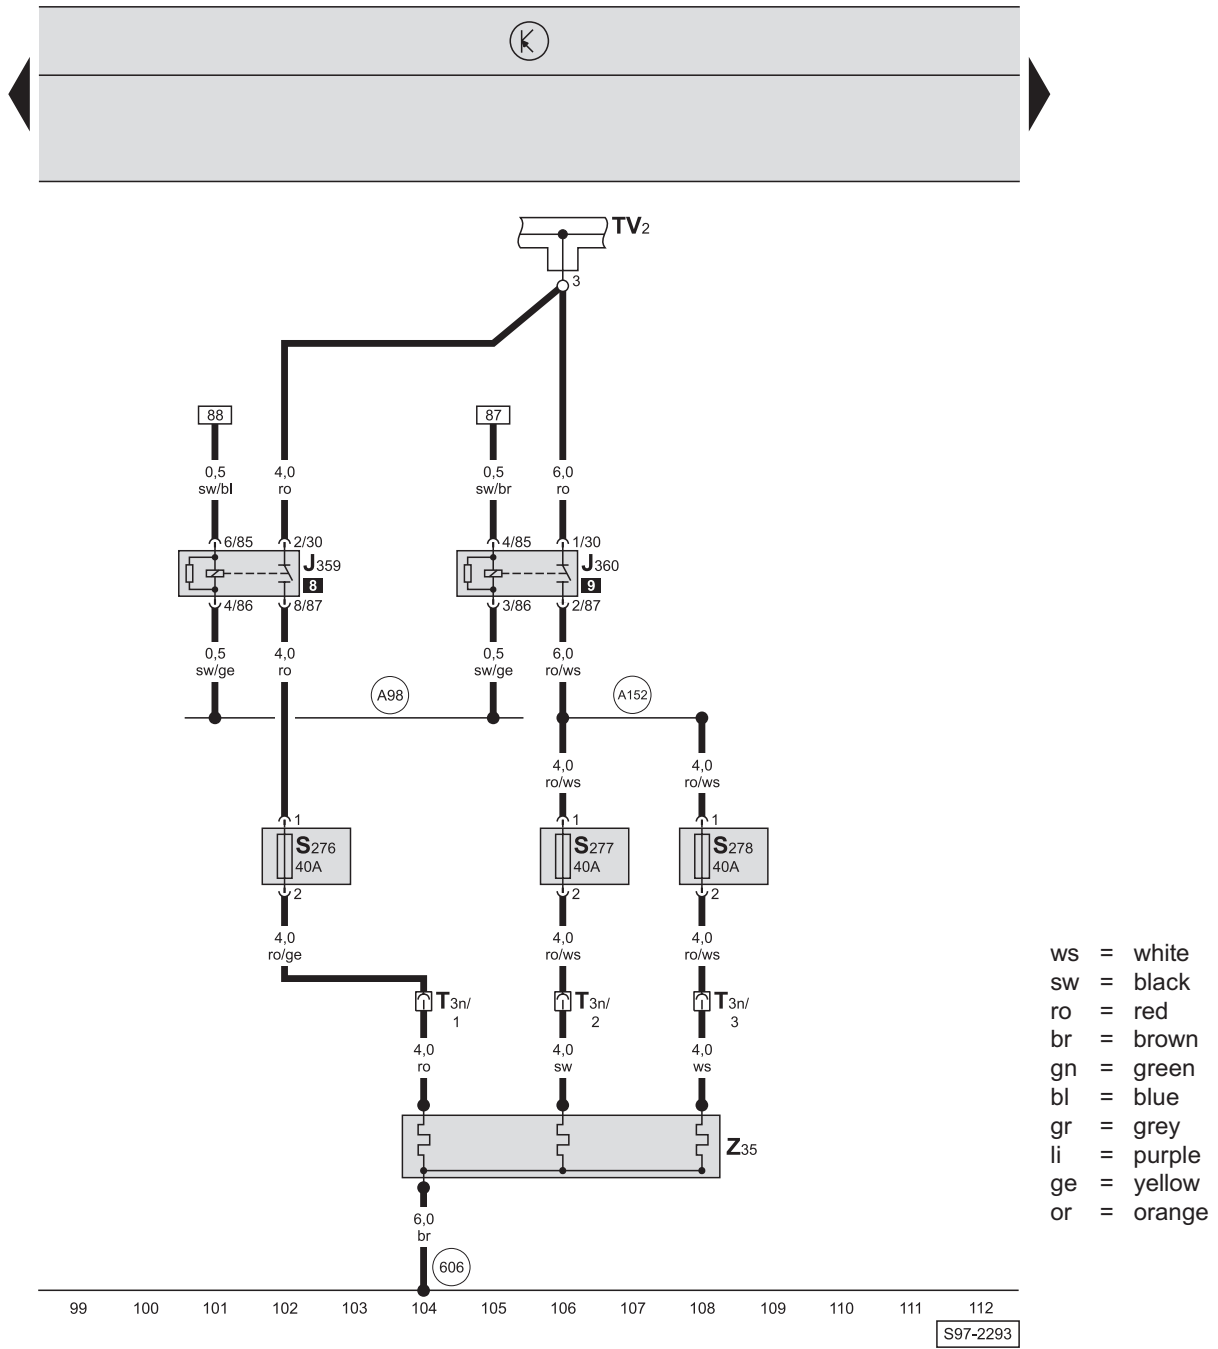 TV2
3
88
87
0,5
sw/bl
4,0
ro
0,5
sw/br
6,0
ro
6/85
2/30
4/85
1/30
J359
8
J360
9
4/86
8/87
3/86
2/87
0,5
sw/ge
4,0
ro
0,5
sw/ge
6,0
ro/ws
A98
A152
4,0
ro/ws
4,0
ro/ws
1
1
1
S276
40A
S277
40A
S278
40A
2
2
2
4,0
ro/ge
4,0
ro/ws
4,0
ro/ws
T3n/
1
T3n/
2
T3n/
3
4,0
ro
4,0
sw
4,0
ws
Z35
6,0
br
606
ws = white
sw = black
ro = red
br = brown
gn = green
bl = blue
gr = grey
li = purple
ge = yellow
or = orange
99 100 101 102 103 104 105 106 107 108 109 110 111 112
S97-2293